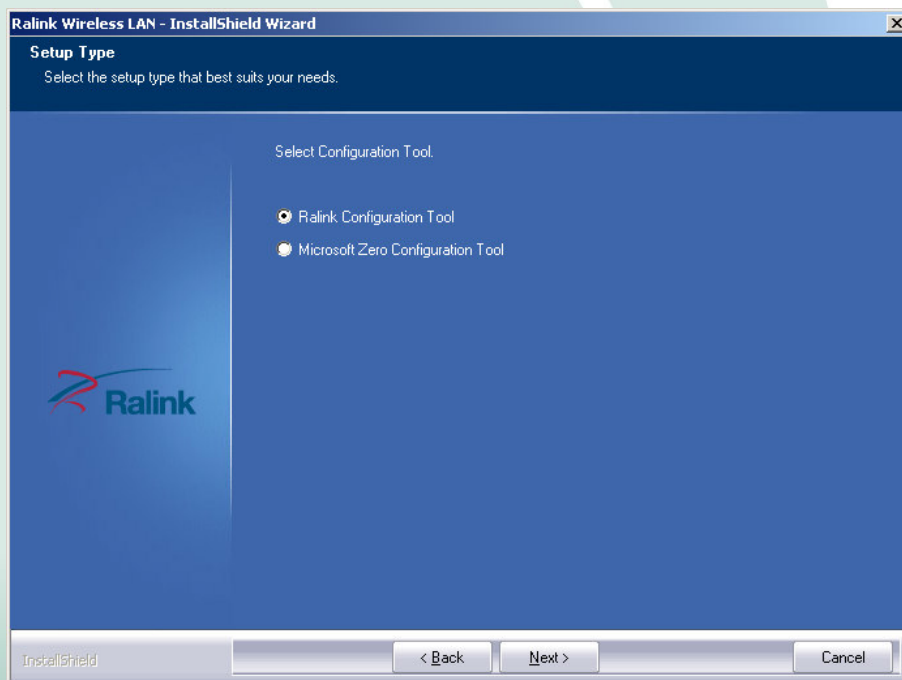 Ralink Wireless LAN - InstallShield Wizard
Setup Type
Select the setup type that best suits your needs.
Select Configuration Tool.
Ralink Configuration Tool
Microsoft Zero Configuration Tool
Ralink
InstallShield
< Back
Next >
Cancel